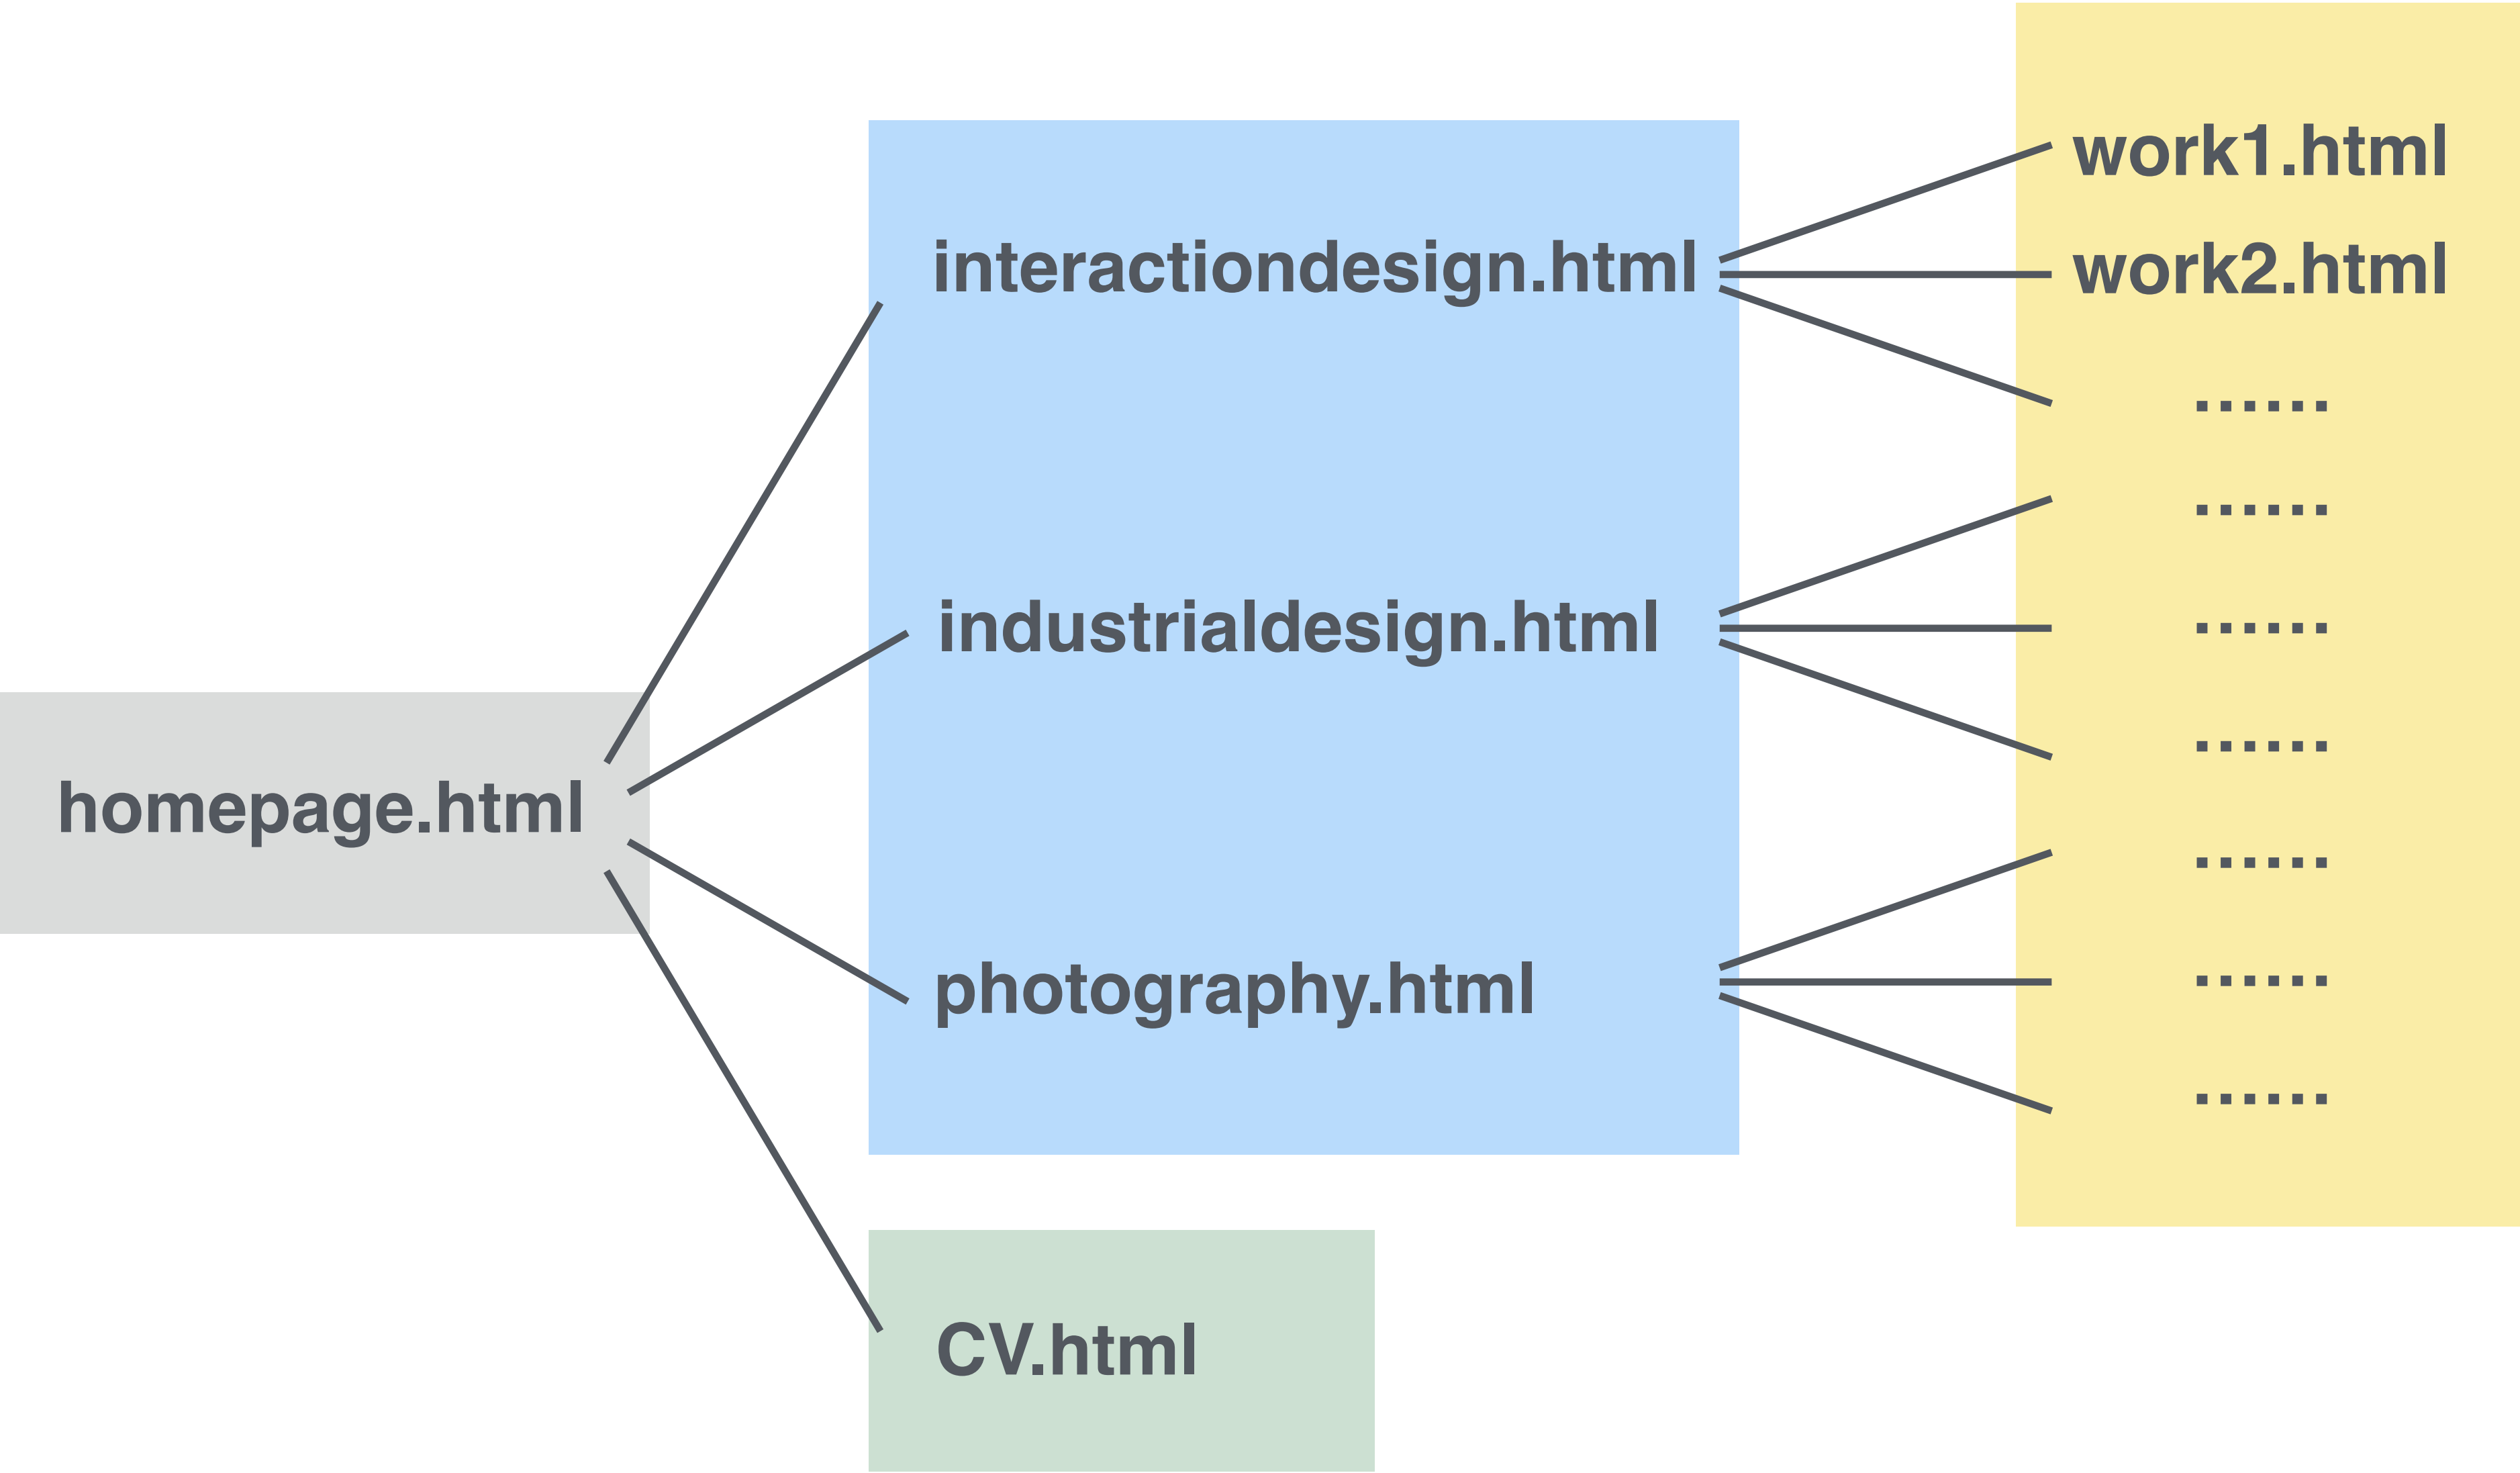 work1.html
interactiondesign.html
work2.html
......
......
industrialdesign.html
......
......
homepage.html
......
photography.html
......
......
CV.html